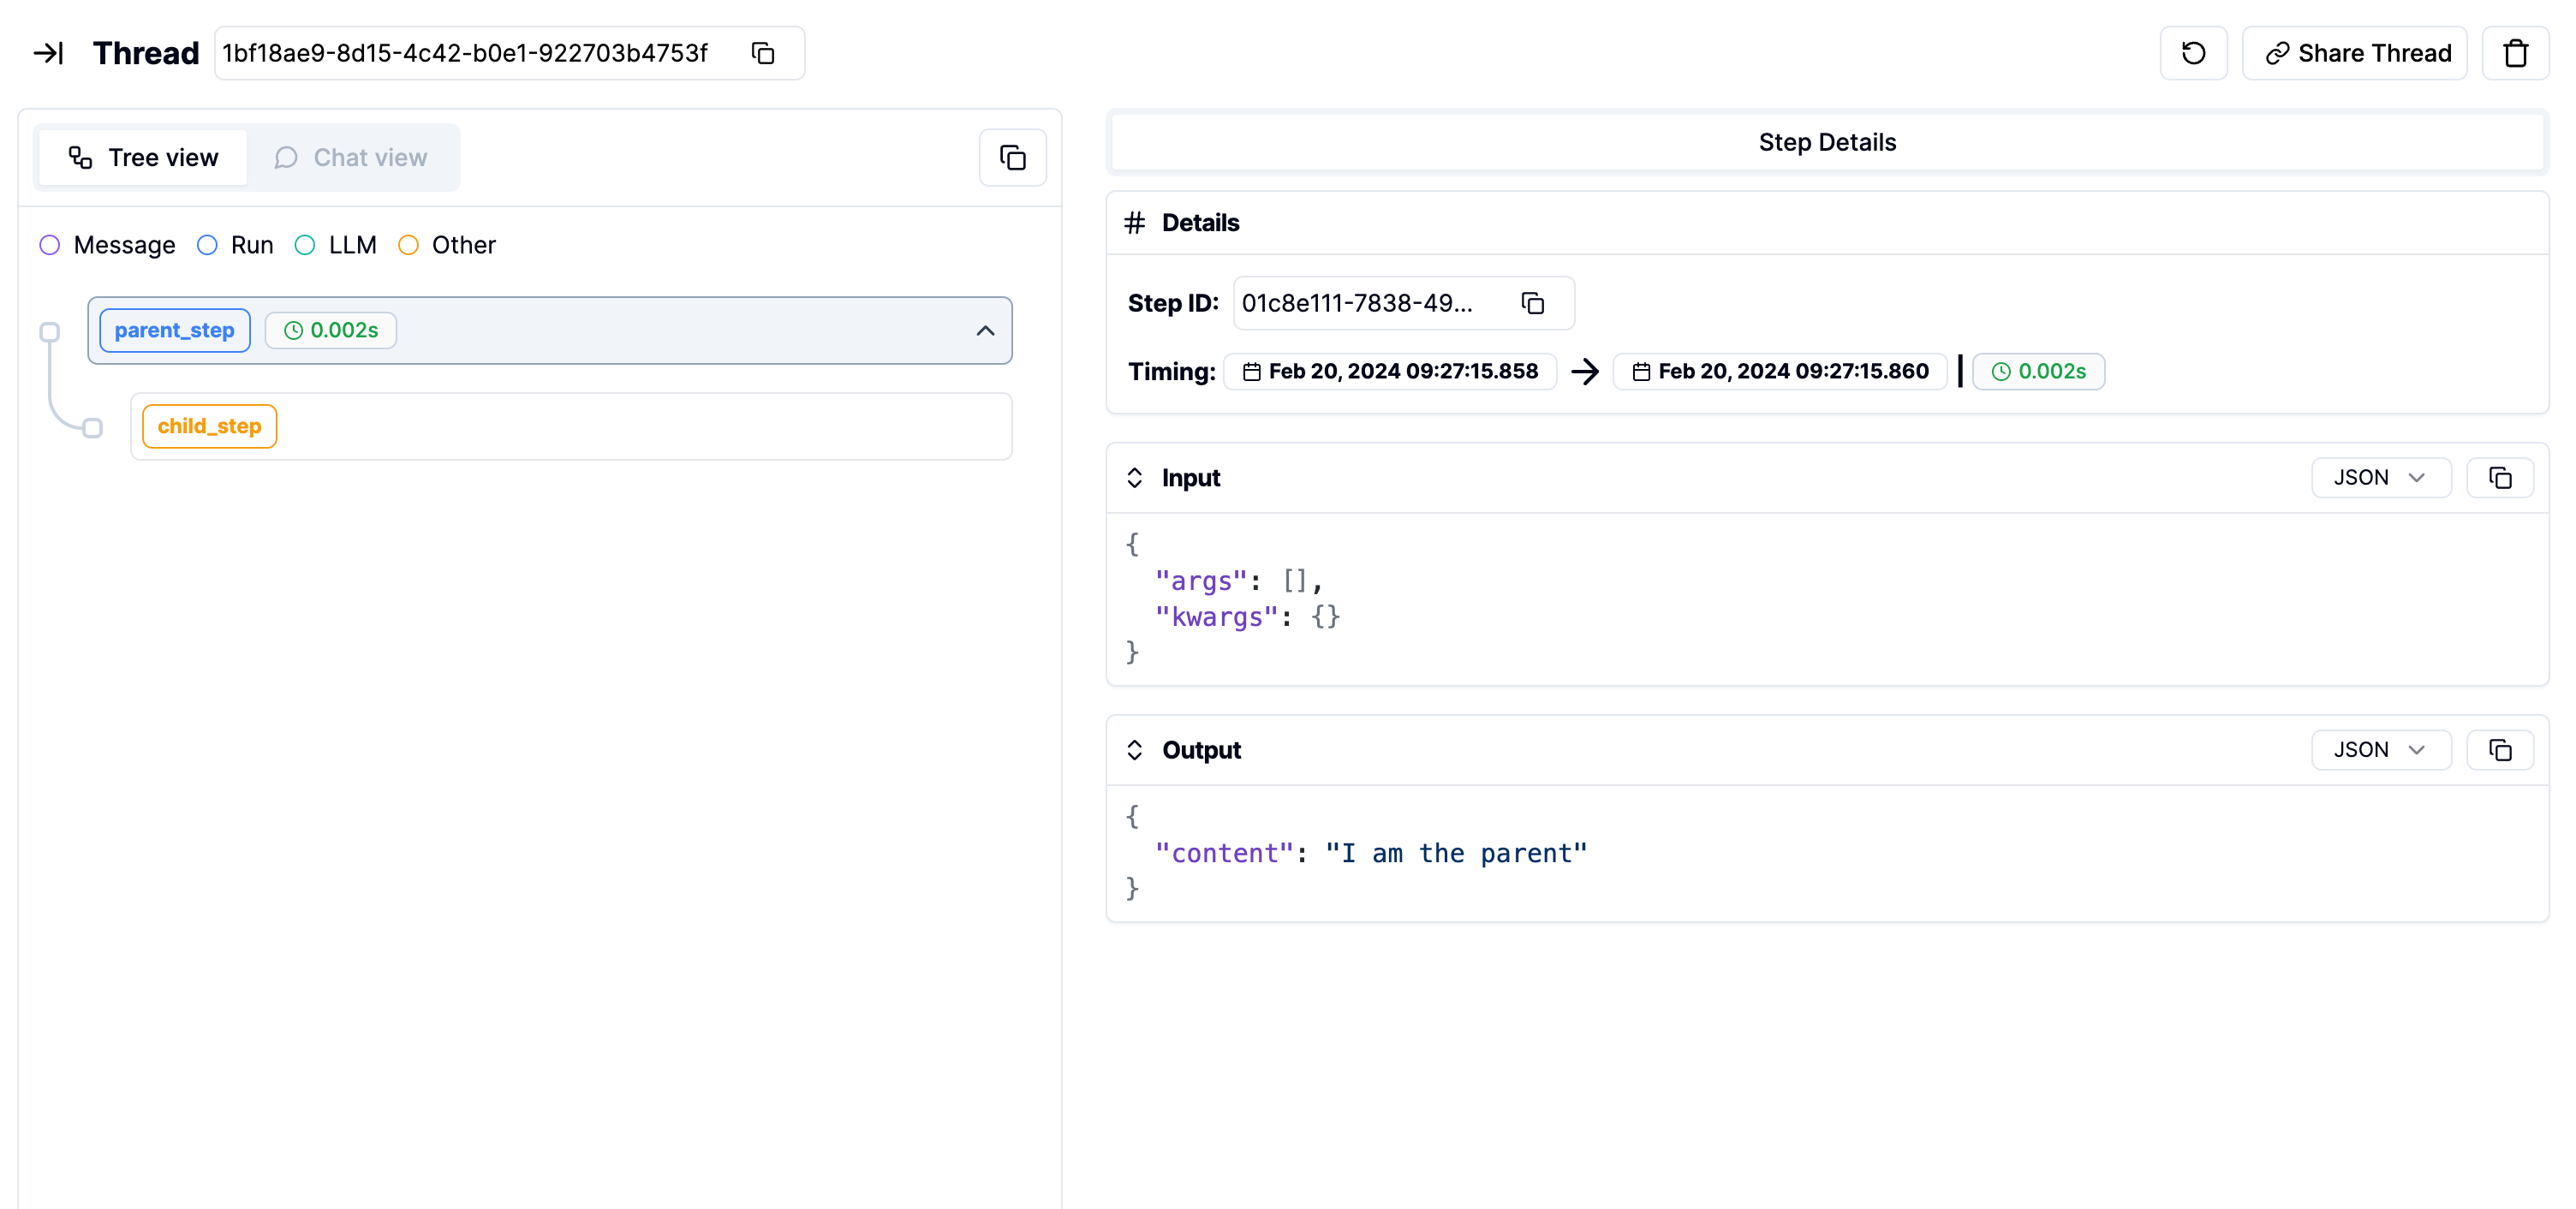 Thread 1bf18ae9-8d15-4c42-b0e1-922703b4753f Share Thread
Tree view Chat view
Message Run LLM Other
parent_step 0.002s
child_step
Step Details
# Details
Step ID: 01c8e111-7838-49...
Timing: Feb 20, 2024 09:27:15.858 → Feb 20, 2024 09:27:15.860 | 0.002s
Input JSON
{
"args": [],
"kwargs": {}
}
Output JSON
{
"content": "I am the parent"
}